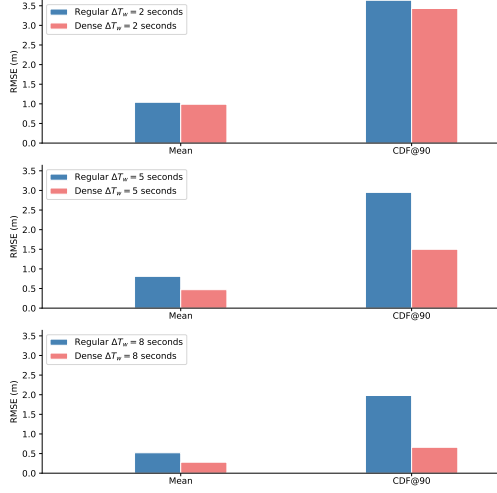 3.5
3.0
2.5
2.0
1.5
1.0
0.5
0.0
RMSE (m)
Regular ΔT_w = 2 seconds
Dense ΔT_w = 2 seconds
Mean
CDF@90
3.5
3.0
2.5
2.0
1.5
1.0
0.5
0.0
RMSE (m)
Regular ΔT_w = 5 seconds
Dense ΔT_w = 5 seconds
Mean
CDF@90
3.5
3.0
2.5
2.0
1.5
1.0
0.5
0.0
RMSE (m)
Regular ΔT_w = 8 seconds
Dense ΔT_w = 8 seconds
Mean
CDF@90